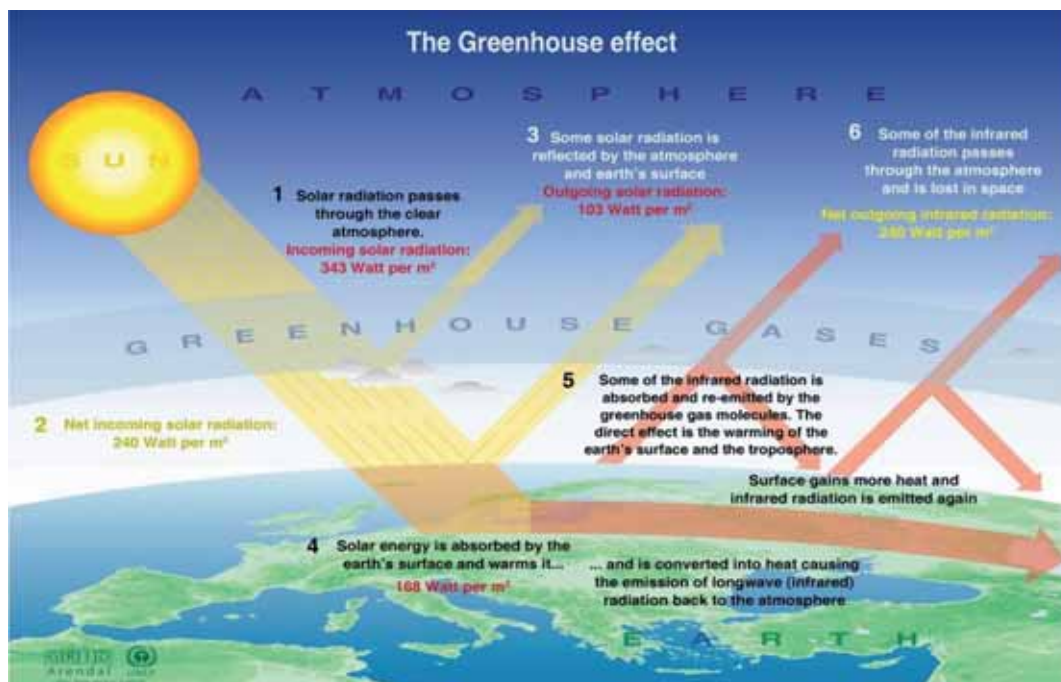 The Greenhouse effect
ATMOSPHERE
SUN
1 Solar radiation passes
through the clear
atmosphere.
Incoming solar radiation:
343 Watt per m²
3 Some solar radiation is
reflected by the atmosphere
and earth's surface
Outgoing solar radiation:
103 Watt per m²
6 Some of the infrared
radiation passes
through the atmosphere
and is lost in space
Net outgoing infrared radiation:
240 Watt per m²
GREENHOUSE GASES
2 Net incoming solar radiation:
240 Watt per m²
5 Some of the infrared radiation is
absorbed and re-emitted by the
greenhouse gas molecules. The
direct effect is the warming of the
earth's surface and the troposphere.
Surface gains more heat and
infrared radiation is emitted again
4 Solar energy is absorbed by the
earth's surface and warms it...
168 Watt per m²
... and is converted into heat causing
the emission of longwave (infrared)
radiation back to the atmosphere
EARTH
GRID
Arendal UNEP